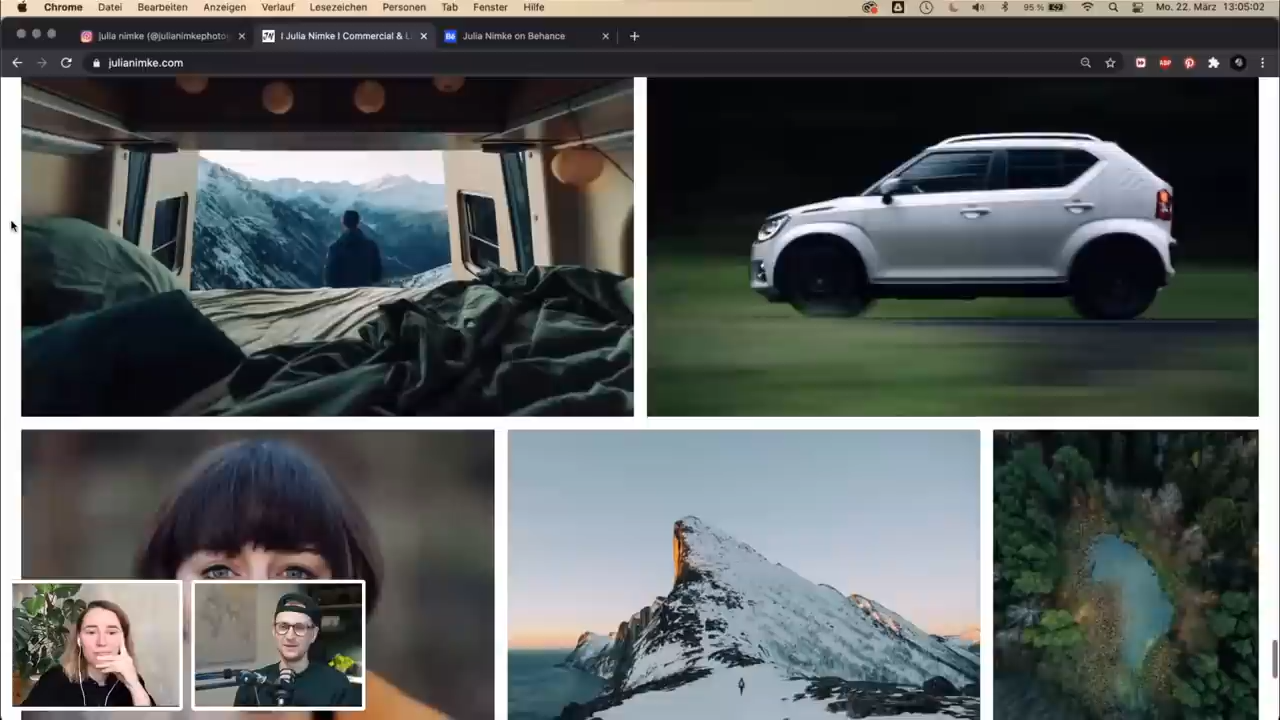 Chrome Datei Bearbeiten Anzeigen Verlauf Lesezeichen Personen Tab Fenster Hilfe 95 % Mo. 22. März 13:05:02
julia nimke (@julianimkephoto I Julia Nimke I Commercial & L Julia Nimke on Behance
julianimke.com
ABP